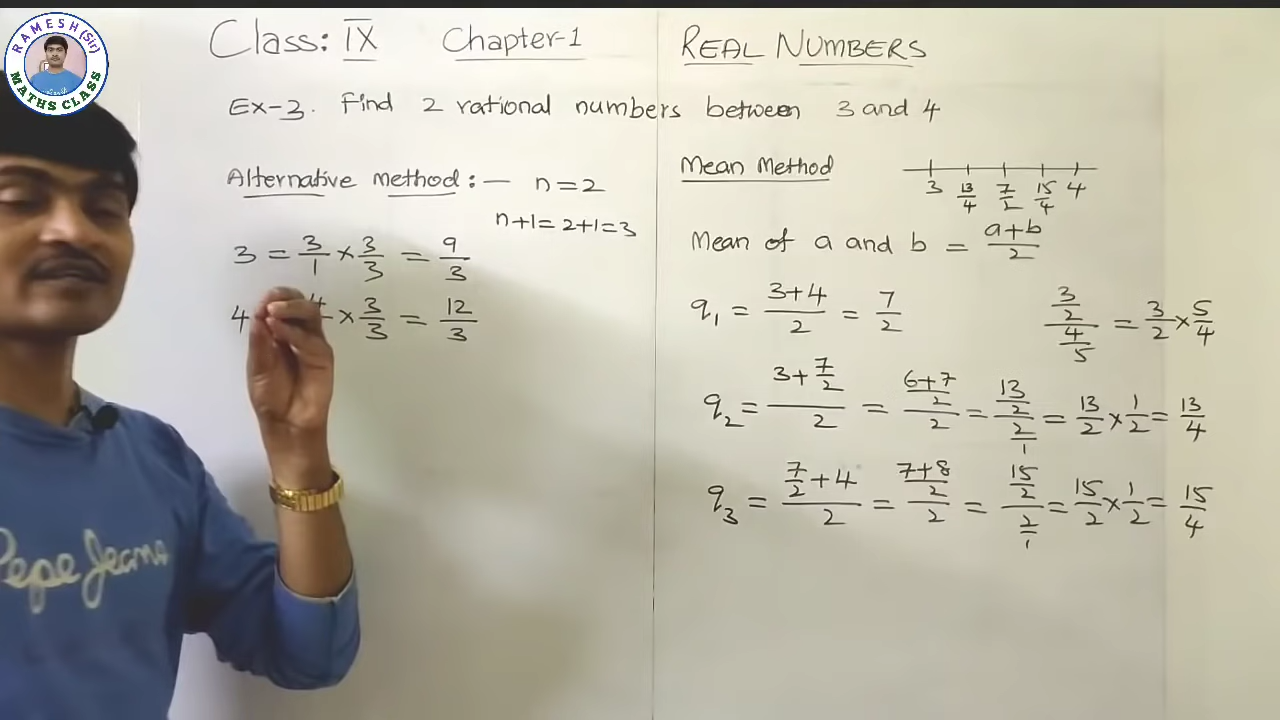 RAMESH (Sir)
MATHS CLASS
Class: IX Chapter-1 REAL NUMBERS
Ex-3. Find 2 rational numbers between 3 and 4
Alternative method :— n=2
n+1=2+1=3
3 = 3/1 × 3/3 = 9/3
4 4/1 × 3/3 = 12/3
Mean Method
3 13/4 7/2 15/4 4
Mean of a and b = a+b/2
q1 = 3+4/2 = 7/2
3/2/4/5 = 3/2 × 5/4
q2 = 3+7/2/2 = 6+7/2/2 = 13/2/2/1 = 13/2 × 1/2 = 13/4
q3 = 7/2+4/2 = 7+8/2/2 = 15/2/2/1 = 15/2 × 1/2 = 15/4
Pepe Jeans